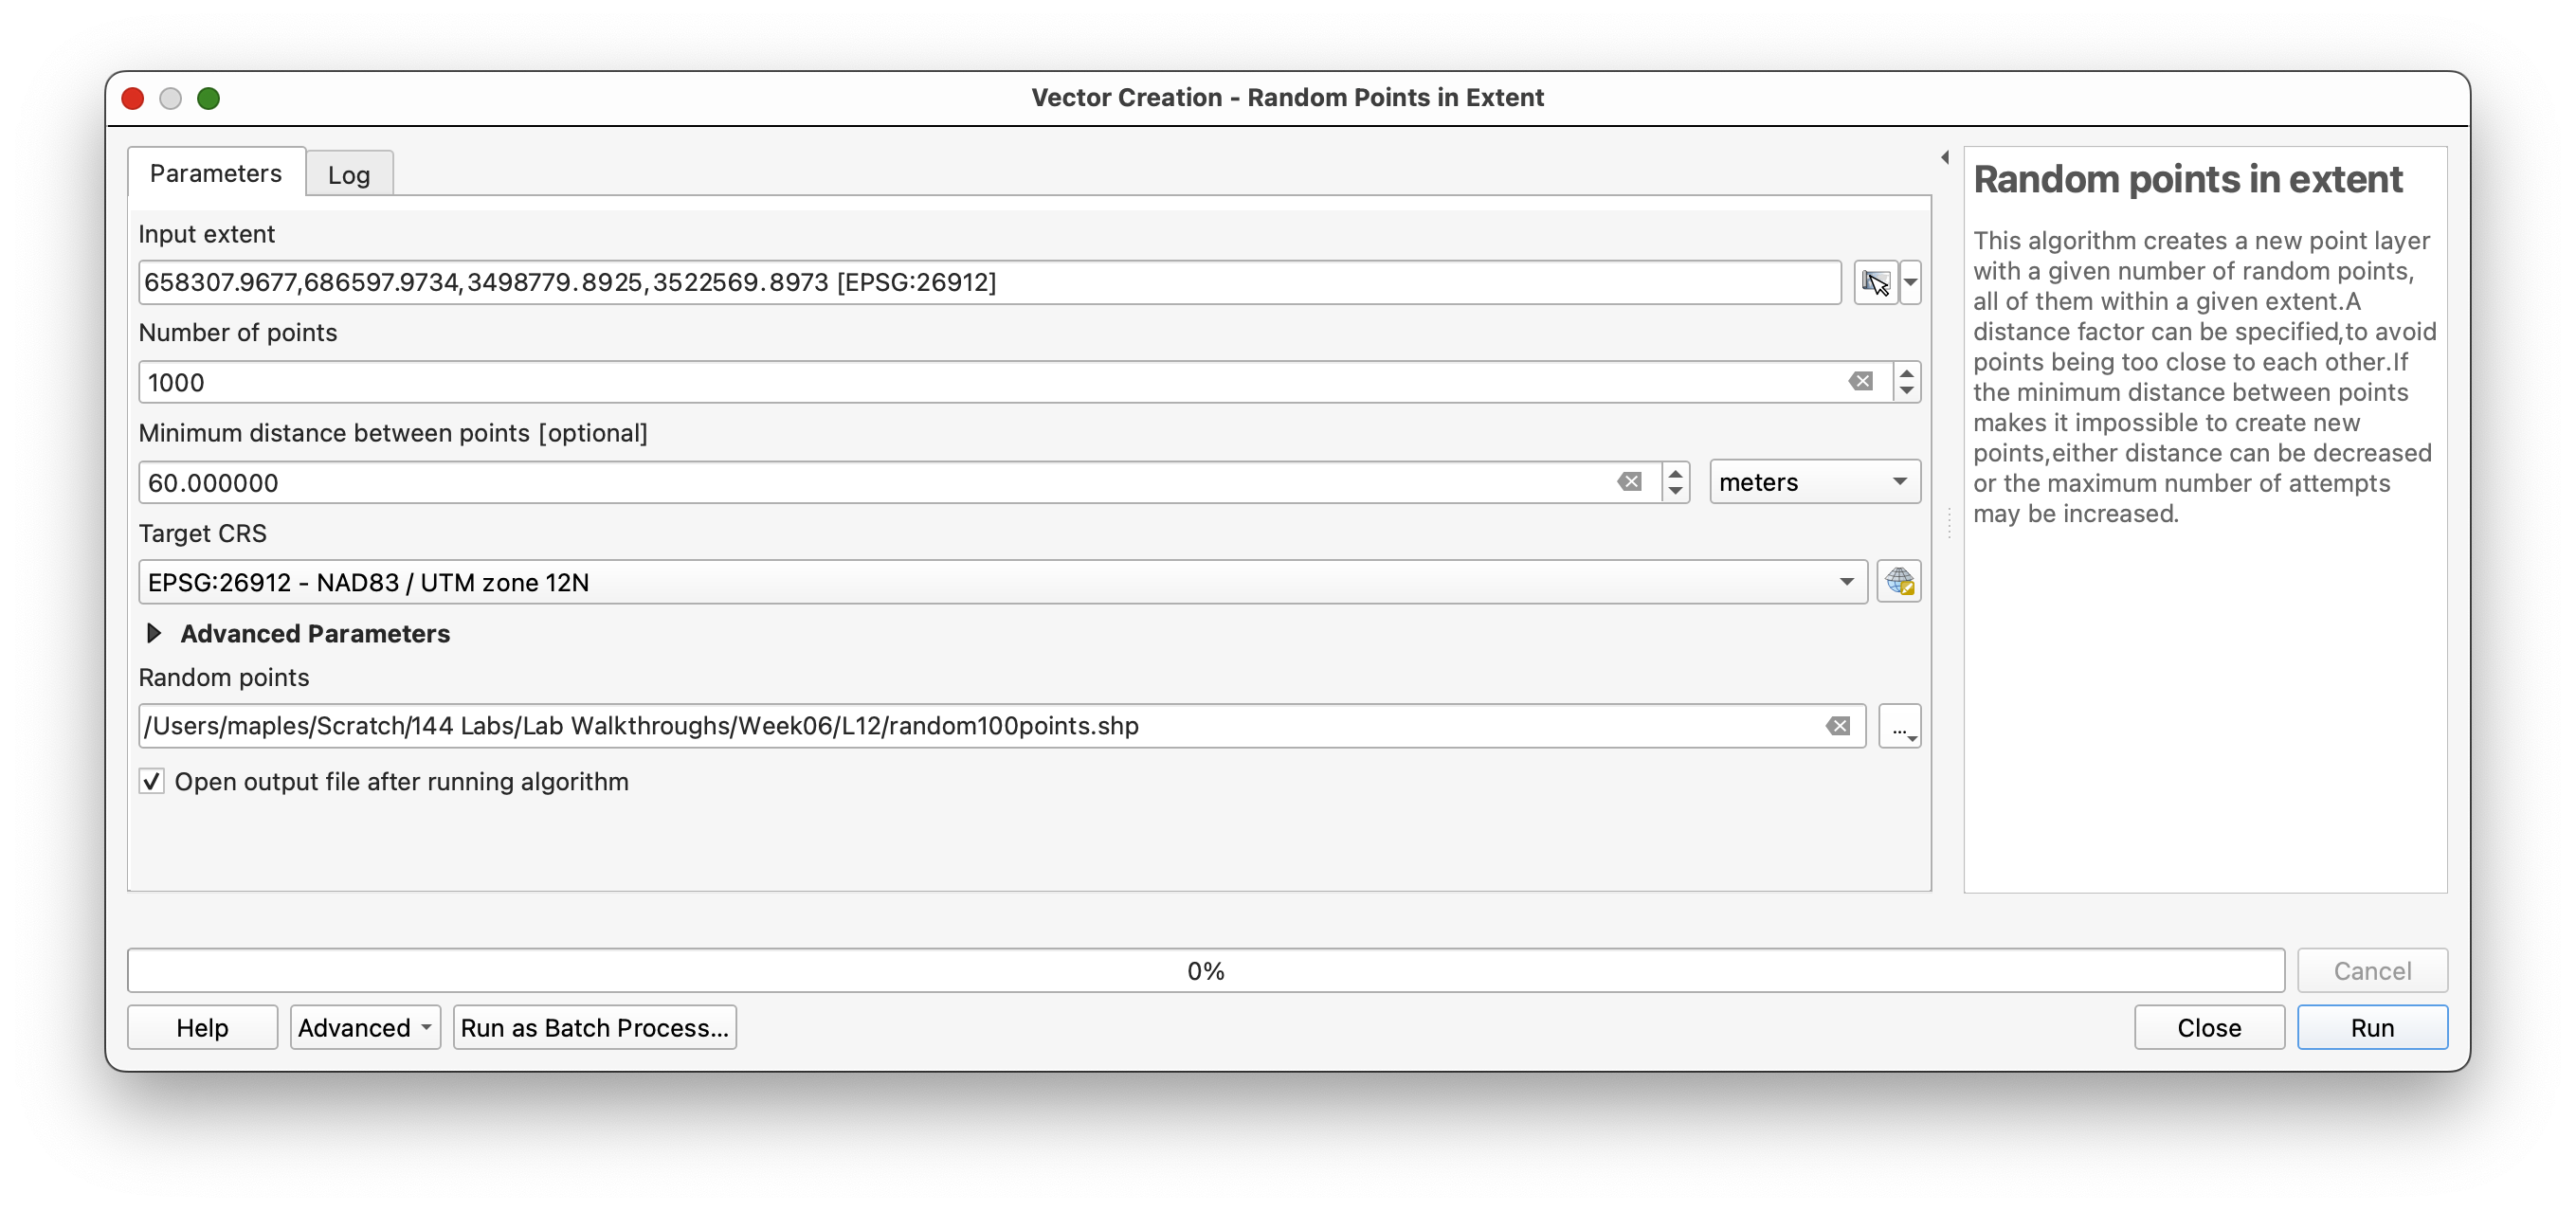 Vector Creation - Random Points in Extent
Parameters
Log
Input extent
658307.9677,686597.9734,3498779.8925,3522569.8973 [EPSG:26912]
Number of points
1000
Minimum distance between points [optional]
60.000000
meters
Target CRS
EPSG:26912 - NAD83 / UTM zone 12N
Advanced Parameters
Random points
/Users/maples/Scratch/144 Labs/Lab Walkthroughs/Week06/L12/random100points.shp
...
Open output file after running algorithm
Random points in extent
This algorithm creates a new point layer
with a given number of random points,
all of them within a given extent.A
distance factor can be specified,to avoid
points being too close to each other.If
the minimum distance between points
makes it impossible to create new
points,either distance can be decreased
or the maximum number of attempts
may be increased.
0%
Cancel
Help
Advanced
Run as Batch Process...
Close
Run